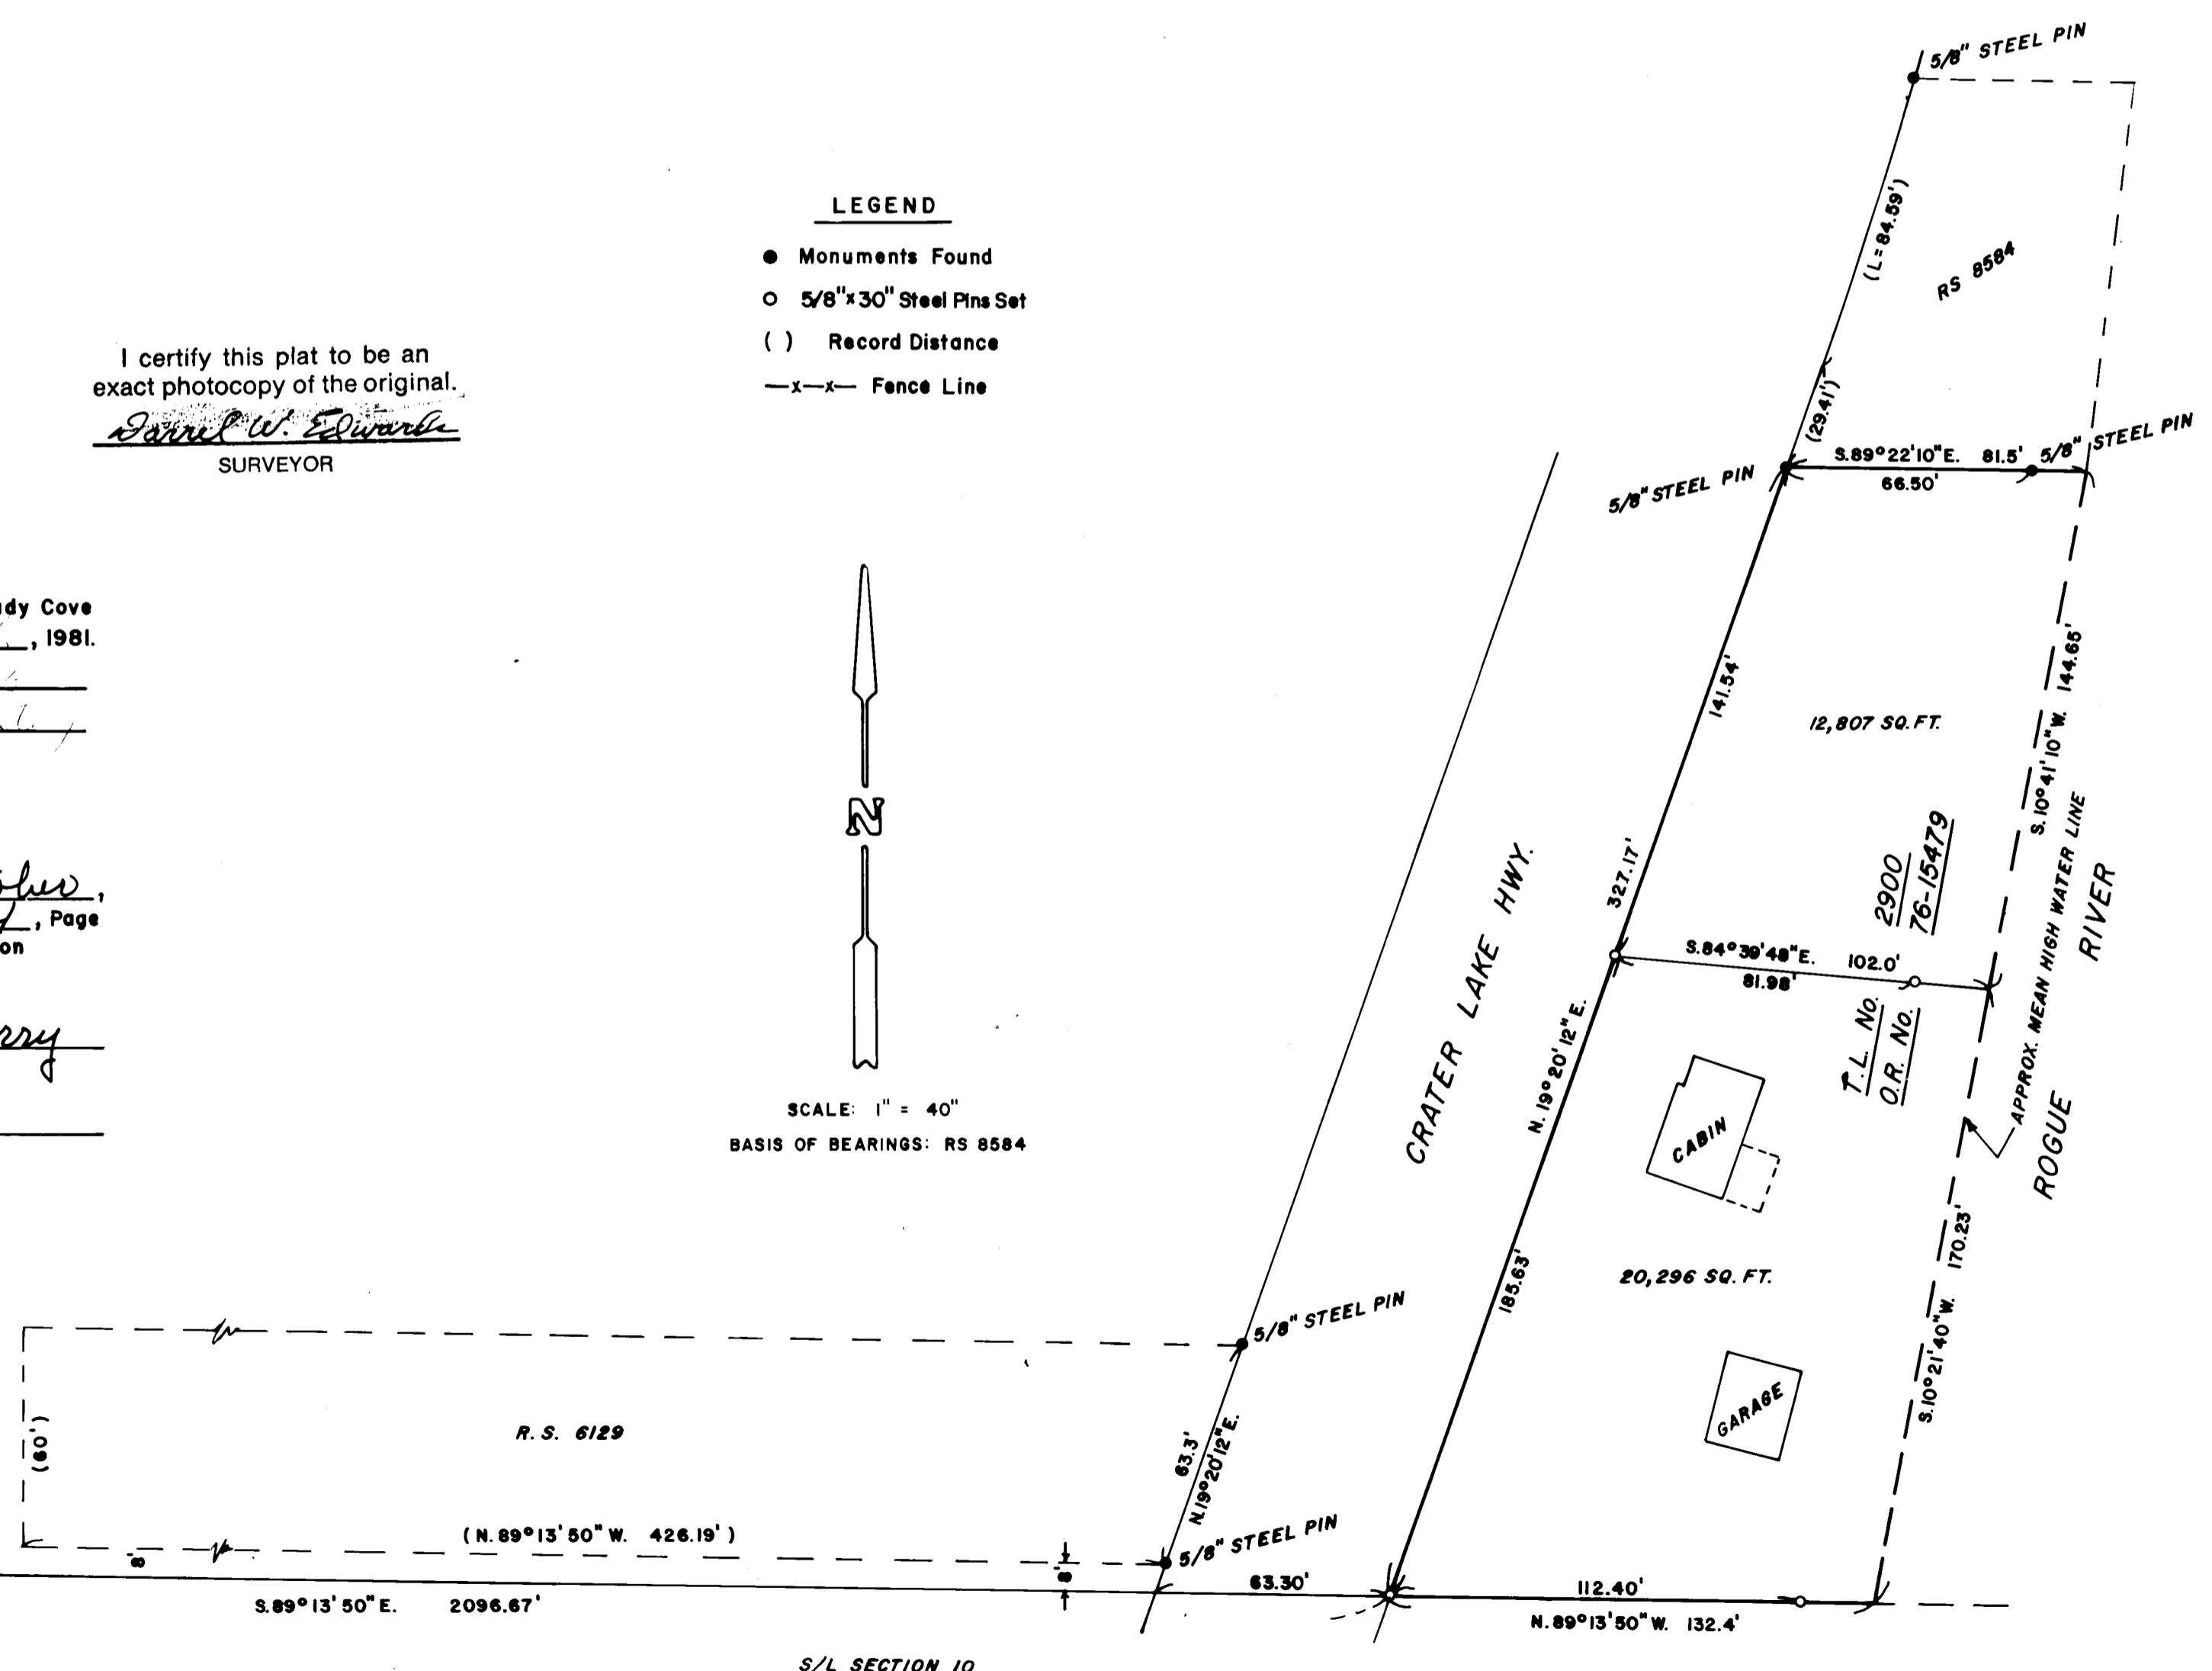 5/8" STEEL PIN
LEGEND
Monuments Found
5/8"x30" Steel Pins Set
( ) Record Distance
—x—x— Fence Line
(L=84.59')
RS 8584
I certify this plat to be an
exact photocopy of the original.
Darrel W. Edwards
SURVEYOR
(29.41')
S.89°22'10"E. 81.5'
5/8" STEEL PIN
66.50'
5/8" STEEL PIN
dy Cove
, 1981.
141.54'
S.10°41'10"W. 144.65'
12,807 SQ.FT.
, Page
on
N
327.17'
2900
76-15479
CRATER LAKE HWY.
APPROX. MEAN HIGH WATER LINE
ROGUE RIVER
S.84°39'48"E. 102.0'
81.98'
T.L. No.
O.R. No.
N.19°20'12"E.
CABIN
SCALE: 1" = 40"
BASIS OF BEARINGS: RS 8584
185.63'
20,296 SQ.FT.
S.10°21'40"W. 170.23'
GARAGE
5/8" STEEL PIN
(60')
R.S. 6129
63.3'
N.19°20'12"E.
(N.89°13'50"W. 426.19')
5/8" STEEL PIN
8'
8'
63.30'
112.40'
S.89°13'50"E. 2096.67'
N.89°13'50"W. 132.4'
S/L SECTION 10